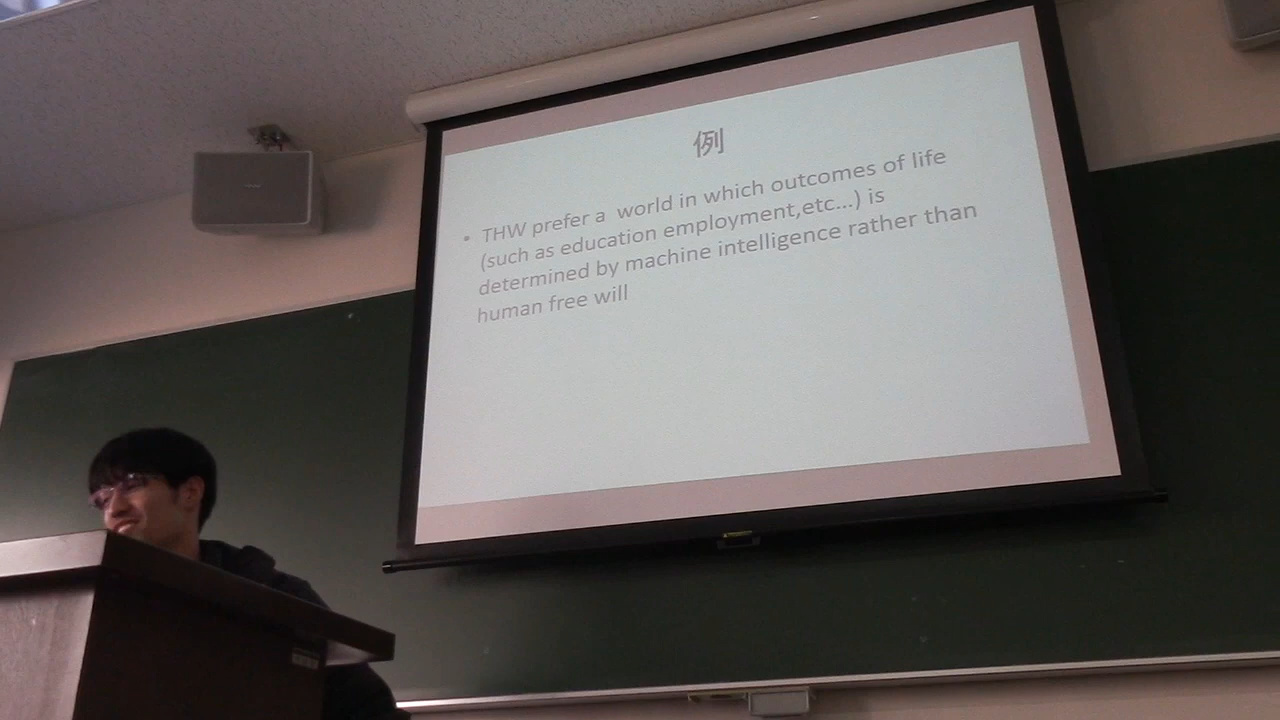 例
• THW prefer a world in which outcomes of life
(such as education employment,etc...) is
determined by machine intelligence rather than
human free will